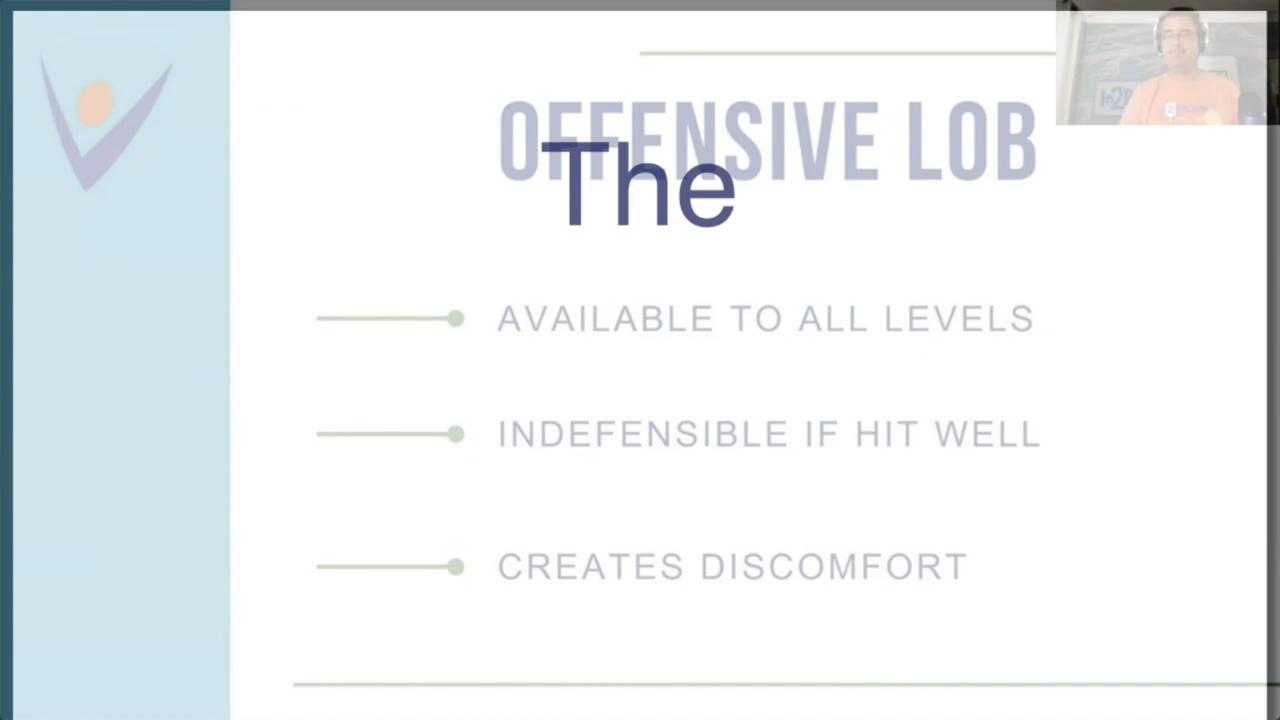 OFFENSIVE LOB
The
AVAILABLE TO ALL LEVELS
INDEFENSIBLE IF HIT WELL
CREATES DISCOMFORT